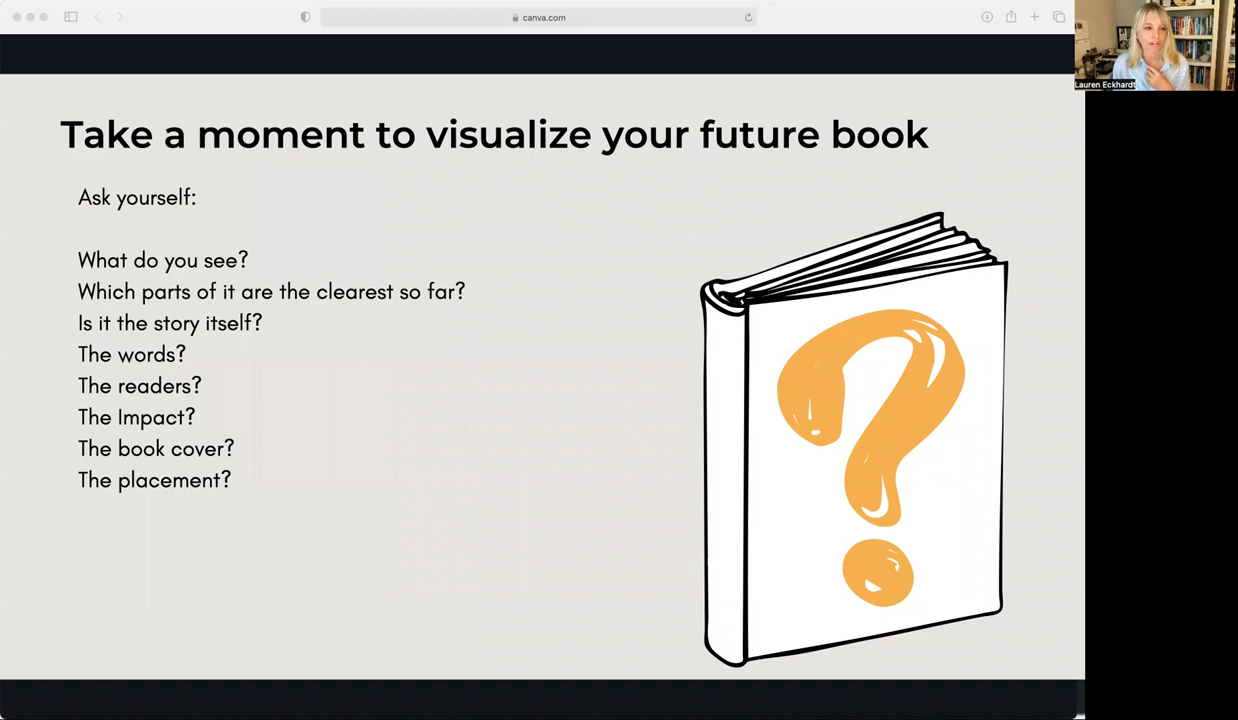 canva.com
Lauren Eckhardt
Take a moment to visualize your future book
Ask yourself:
What do you see?
Which parts of it are the clearest so far?
Is it the story itself?
The words?
The readers?
The Impact?
The book cover?
The placement?
?